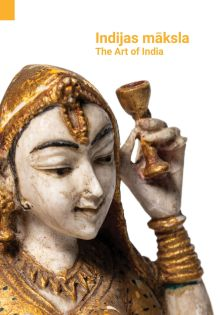 Indijas māksla
The Art of India